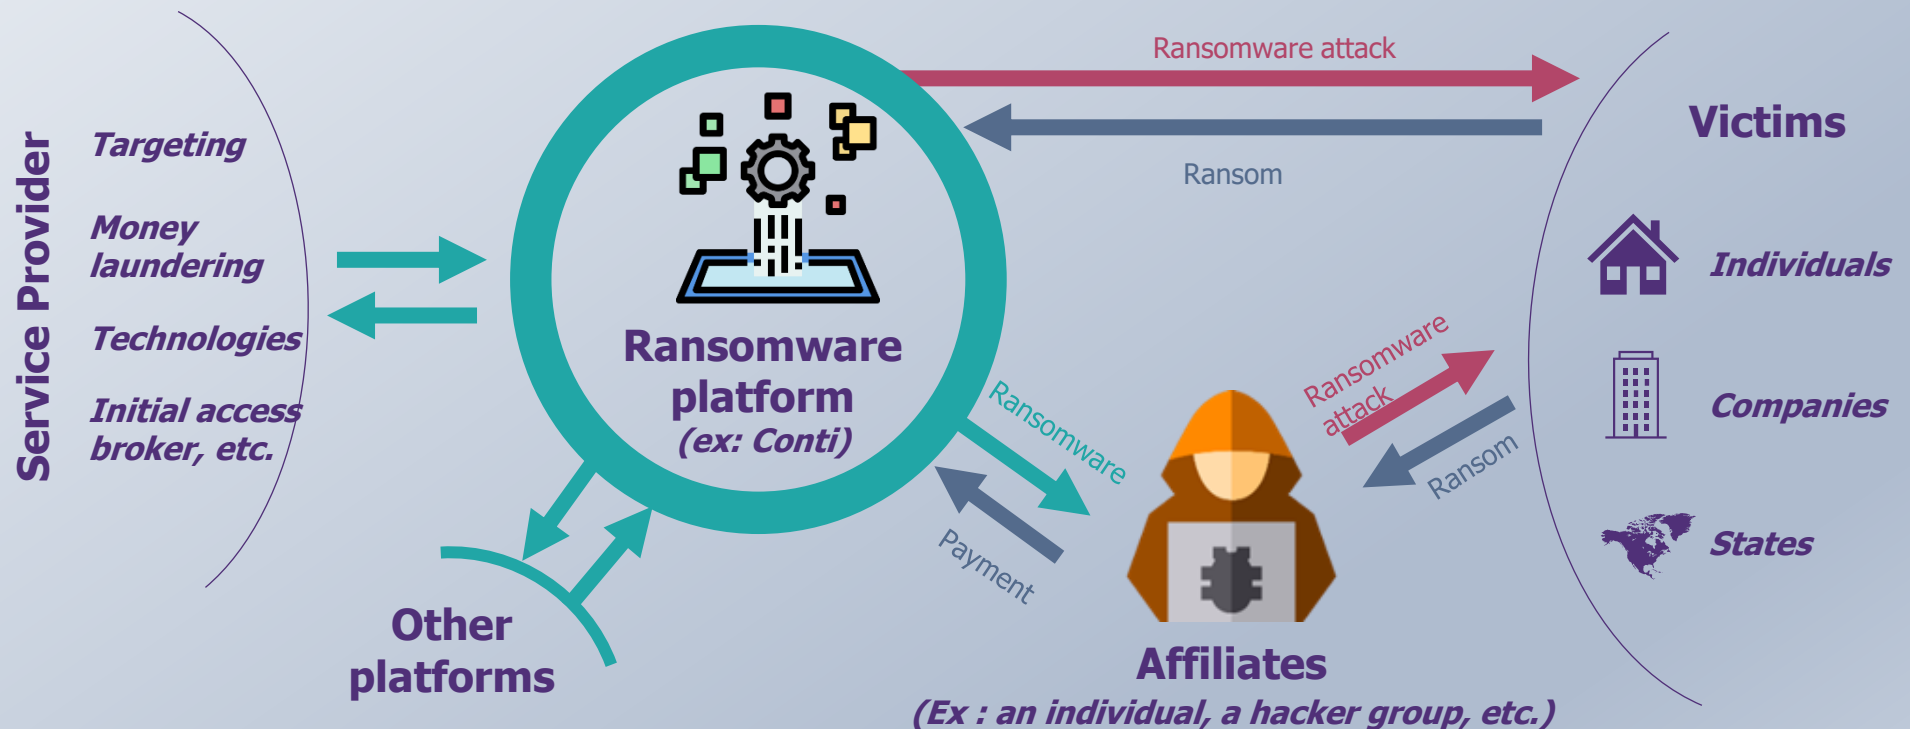 Service Provider
Targeting
Money
laundering
Technologies
Initial access
broker, etc.
Ransomware
platform
(ex: Conti)
Other
platforms
Ransomware attack
Ransom
Ransomware
Payment
Ransomware
attack
Ransom
Affiliates
(Ex : an individual, a hacker group, etc.)
Victims
Individuals
Companies
States